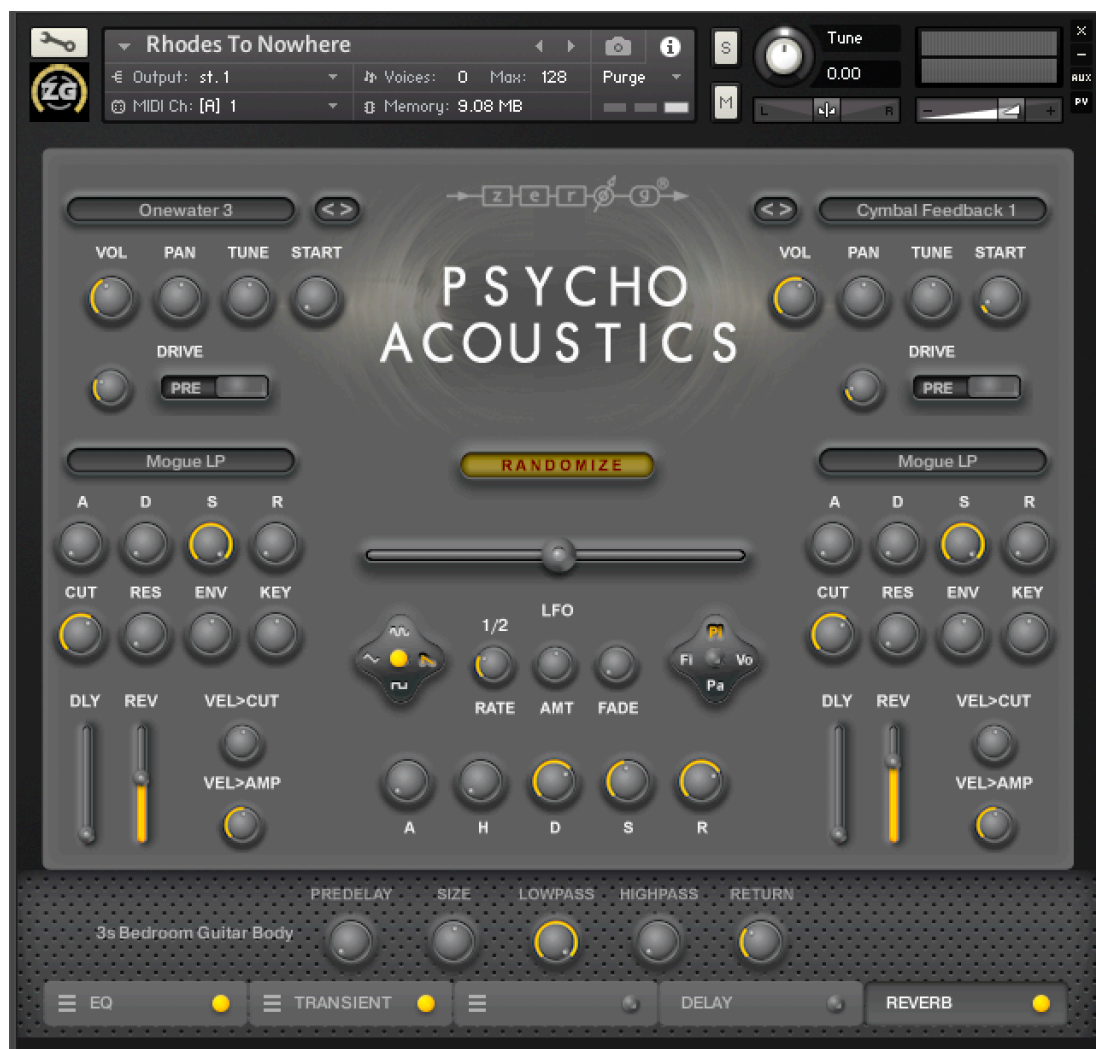 Rhodes To Nowhere
Output: st.1
Voices: 0 Max: 128
Purge
MIDI Ch: [A] 1
Memory: 9.08 MB
S
M
Tune
0.00
L R
- +
×
-
AUX
PV
ZG
i
zerøg®
Onewater 3
< >
< >
Cymbal Feedback 1
VOL PAN TUNE START
VOL PAN TUNE START
PSYCHO
ACOUSTICS
DRIVE
PRE
DRIVE
PRE
Mogue LP
RANDOMIZE
Mogue LP
A D S R
A D S R
CUT RES ENV KEY
CUT RES ENV KEY
LFO
1/2
RATE AMT FADE
Pi
Fi Vo
Pa
DLY REV VEL>CUT
VEL>AMP
DLY REV VEL>CUT
VEL>AMP
A H D S R
PREDELAY SIZE LOWPASS HIGHPASS RETURN
3s Bedroom Guitar Body
EQ TRANSIENT DELAY REVERB